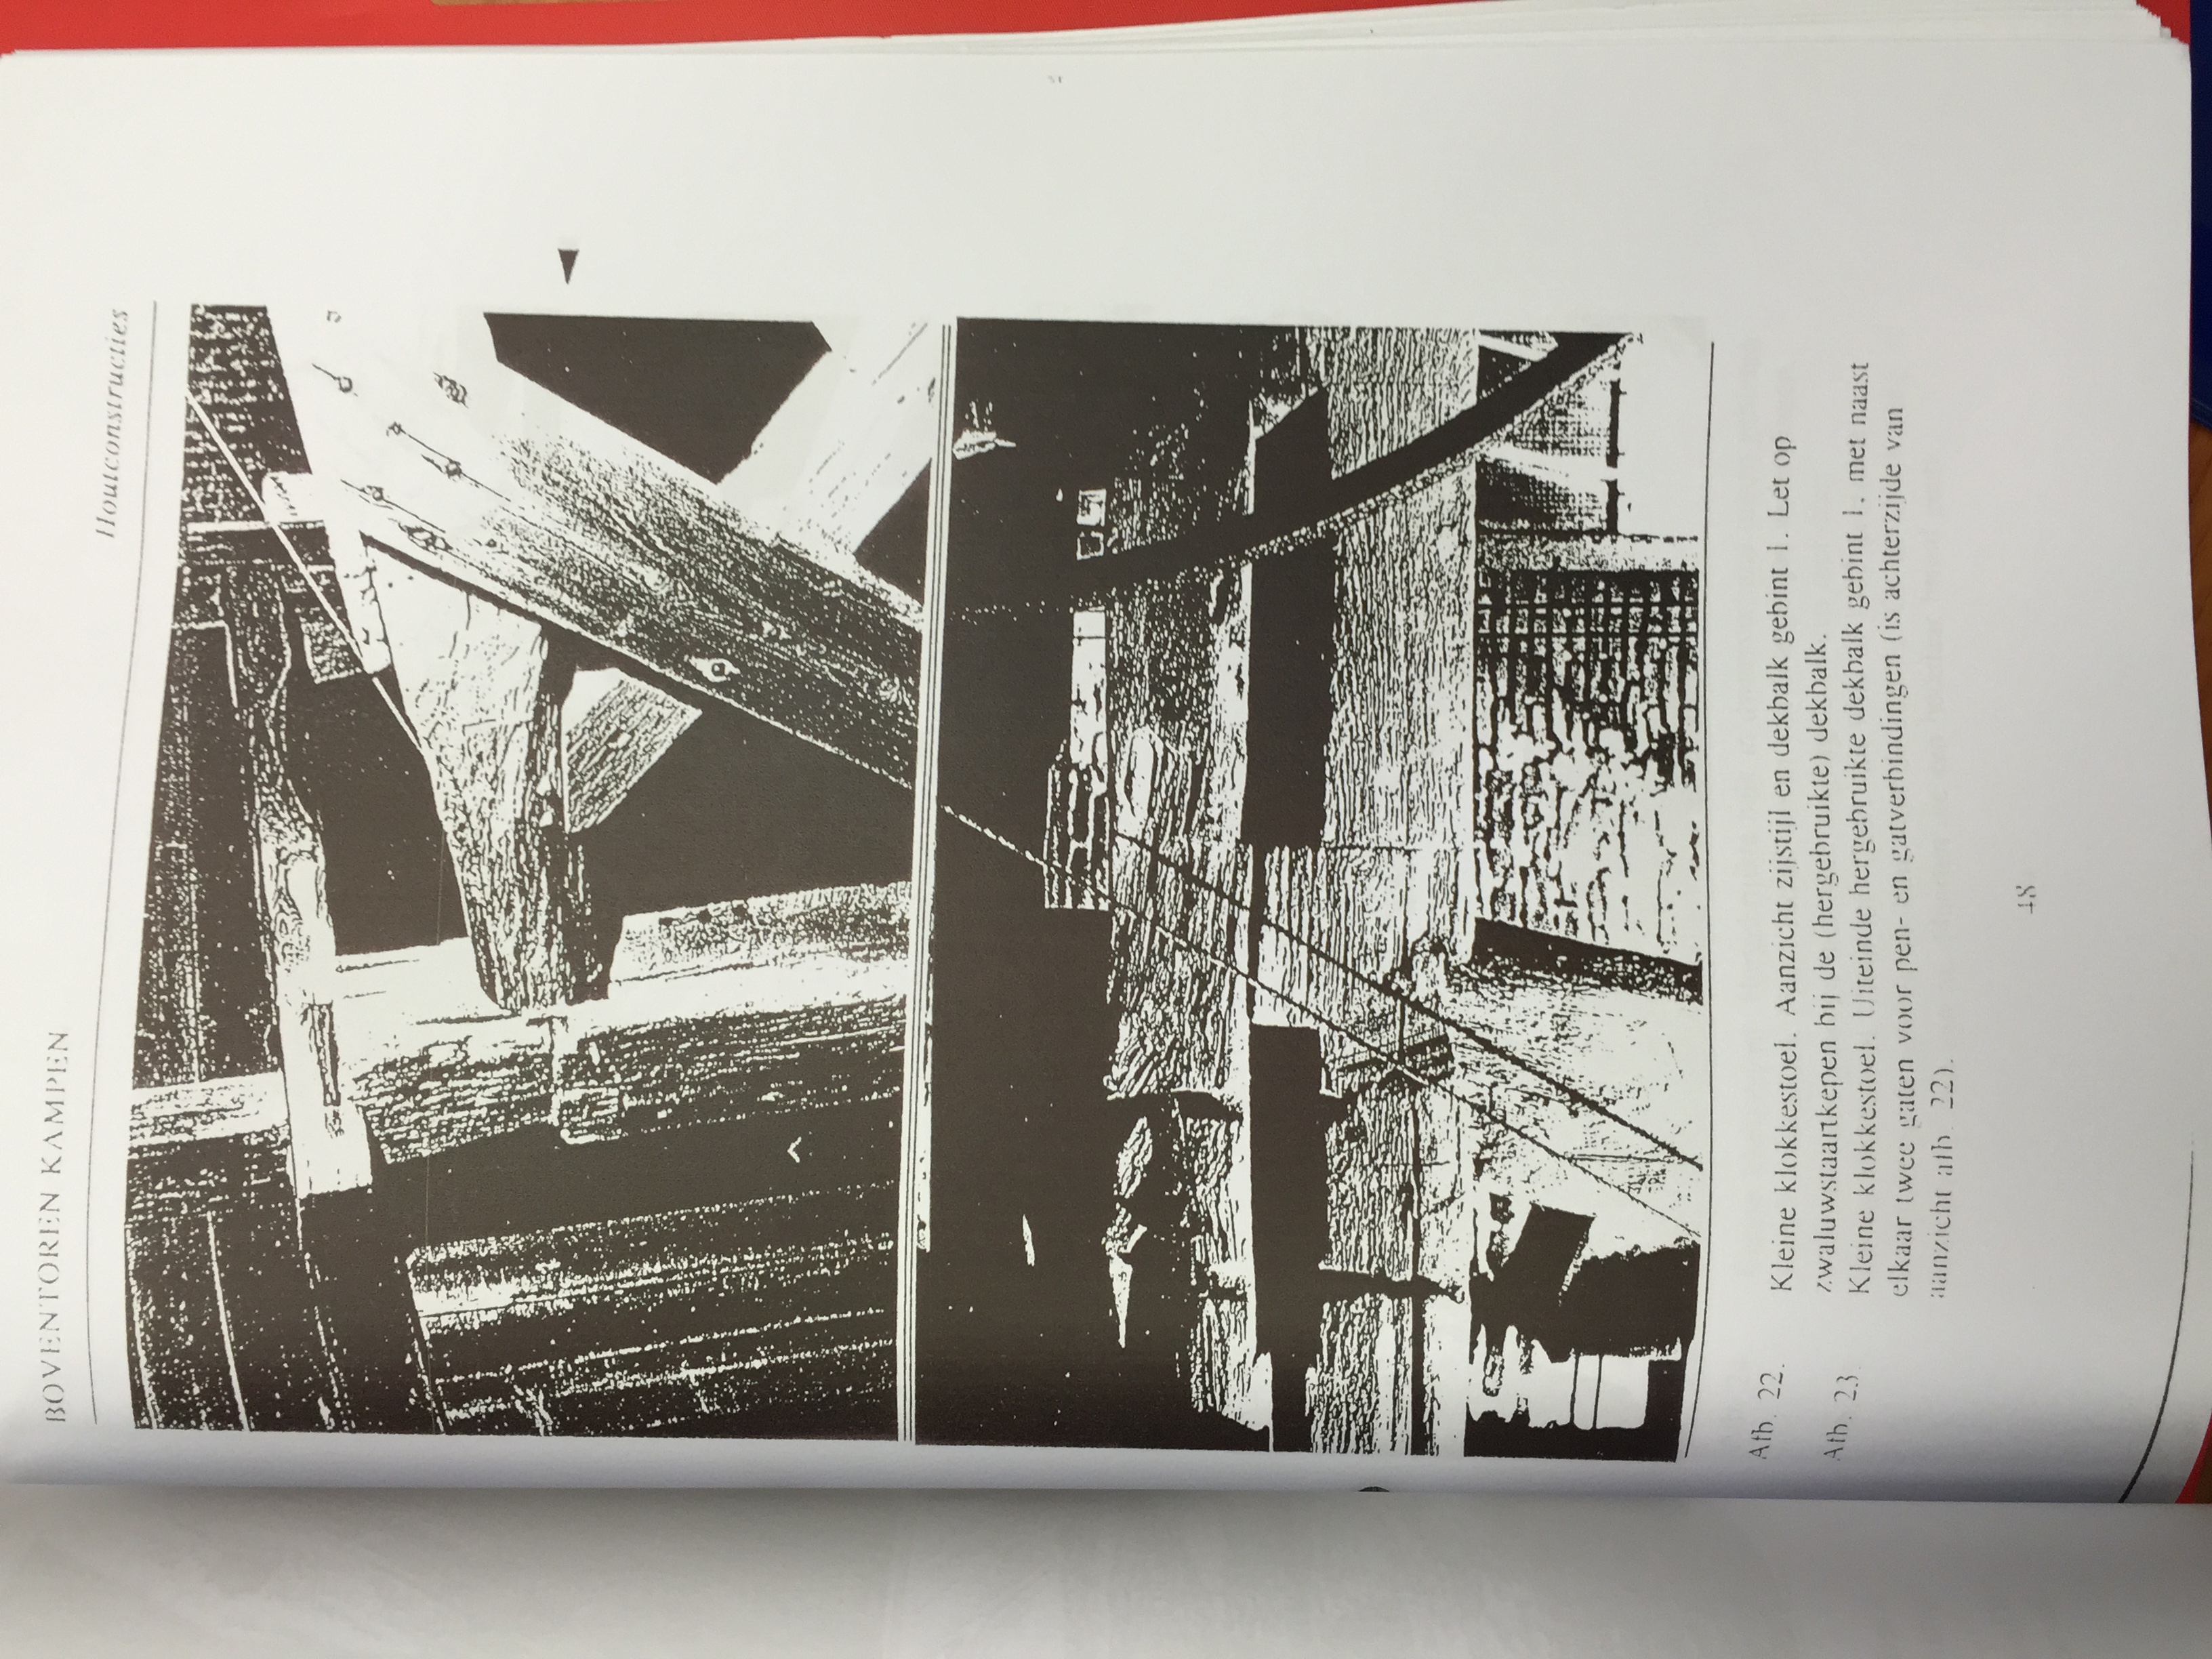 BOVENTOREN KAMPEN
Houtconstructies
Afb. 22. Kleine klokkestoel. Aanzicht zijstijl en dekbalk gebint 1. Let op
zwaluwstaartkepen bij de (hergebruikte) dekbalk.
Afb. 23. Kleine klokkestoel. Uiteinde hergebruikte dekbalk gebint 1, met naast
elkaar twee gaten voor pen- en gatverbindingen (is achterzijde van
aanzicht afb. 22).
48